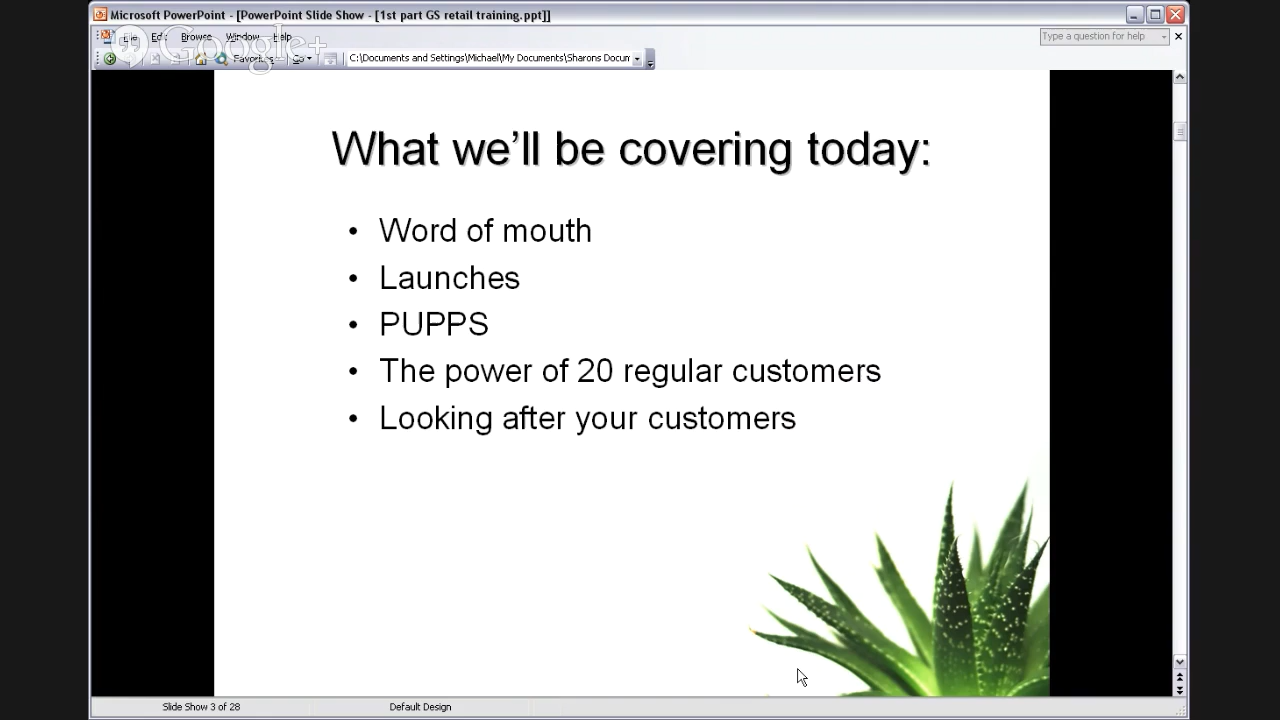 Microsoft PowerPoint - [PowerPoint Slide Show - [1st part GS retail training.ppt]]
File Edit Browse Window Help
Type a question for help
Google+
Favorites Go
C:\Documents and Settings\Michael\My Documents\Sharons Docum
What we’ll be covering today:
• Word of mouth
• Launches
• PUPPS
• The power of 20 regular customers
• Looking after your customers
Slide Show 3 of 28
Default Design